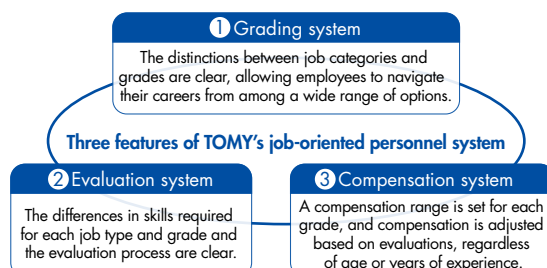 1 Grading system
The distinctions between job categories and
grades are clear, allowing employees to navigate
their careers from among a wide range of options.
Three features of TOMY's job-oriented personnel system
2 Evaluation system
The differences in skills required
for each job type and grade and
the evaluation process are clear.
3 Compensation system
A compensation range is set for each
grade, and compensation is adjusted
based on evaluations, regardless
of age or years of experience.